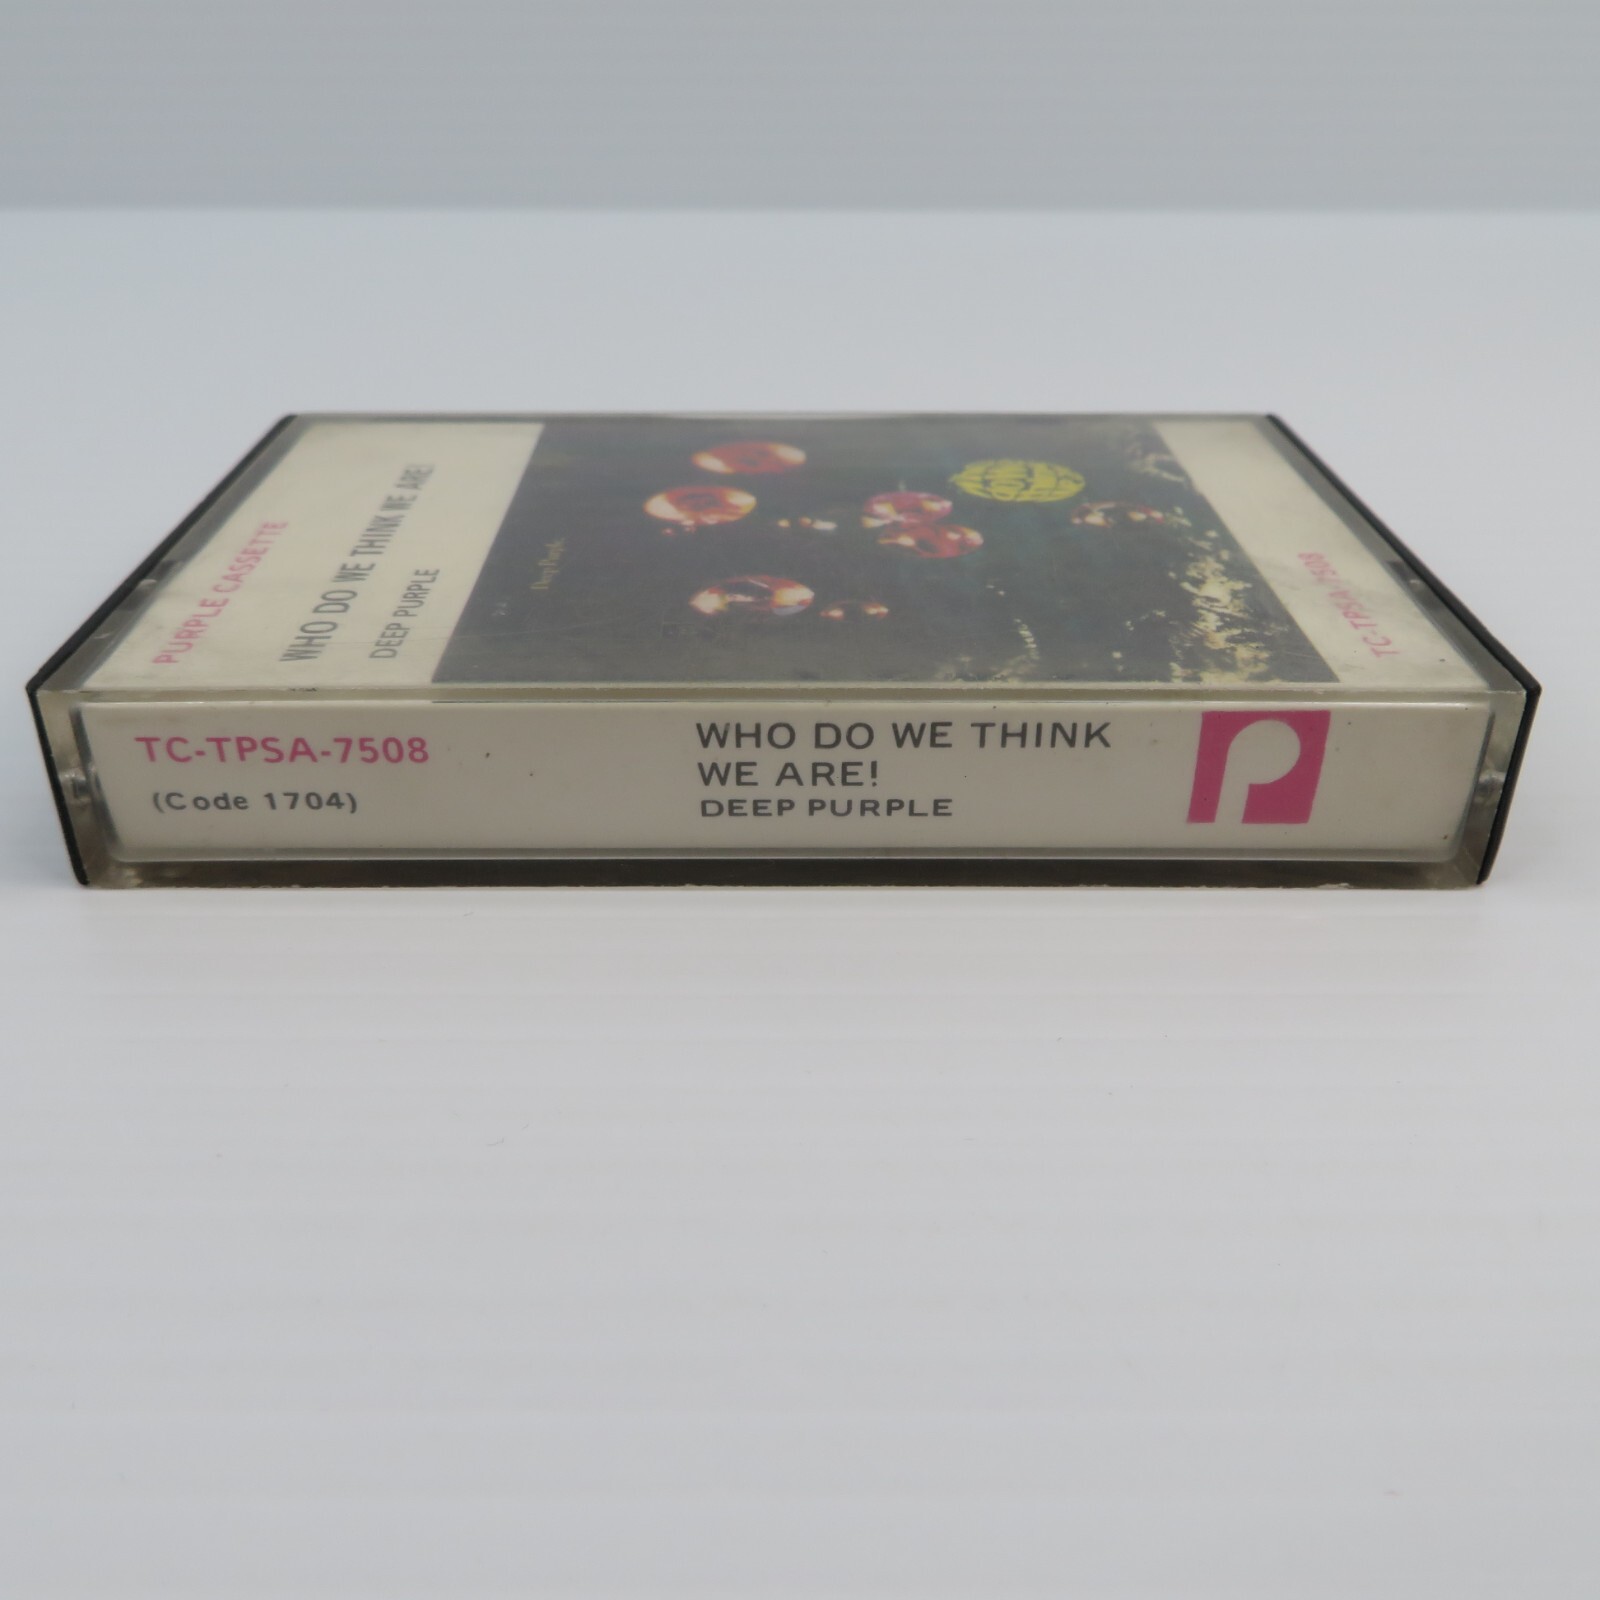 PURPLE CASSETTE
WHO DO WE THINK WE ARE!
DEEP PURPLE
Deep Purple.
TC-TPSA-7508
TC-TPSA-7508
(Code 1704)
WHO DO WE THINK
WE ARE!
DEEP PURPLE